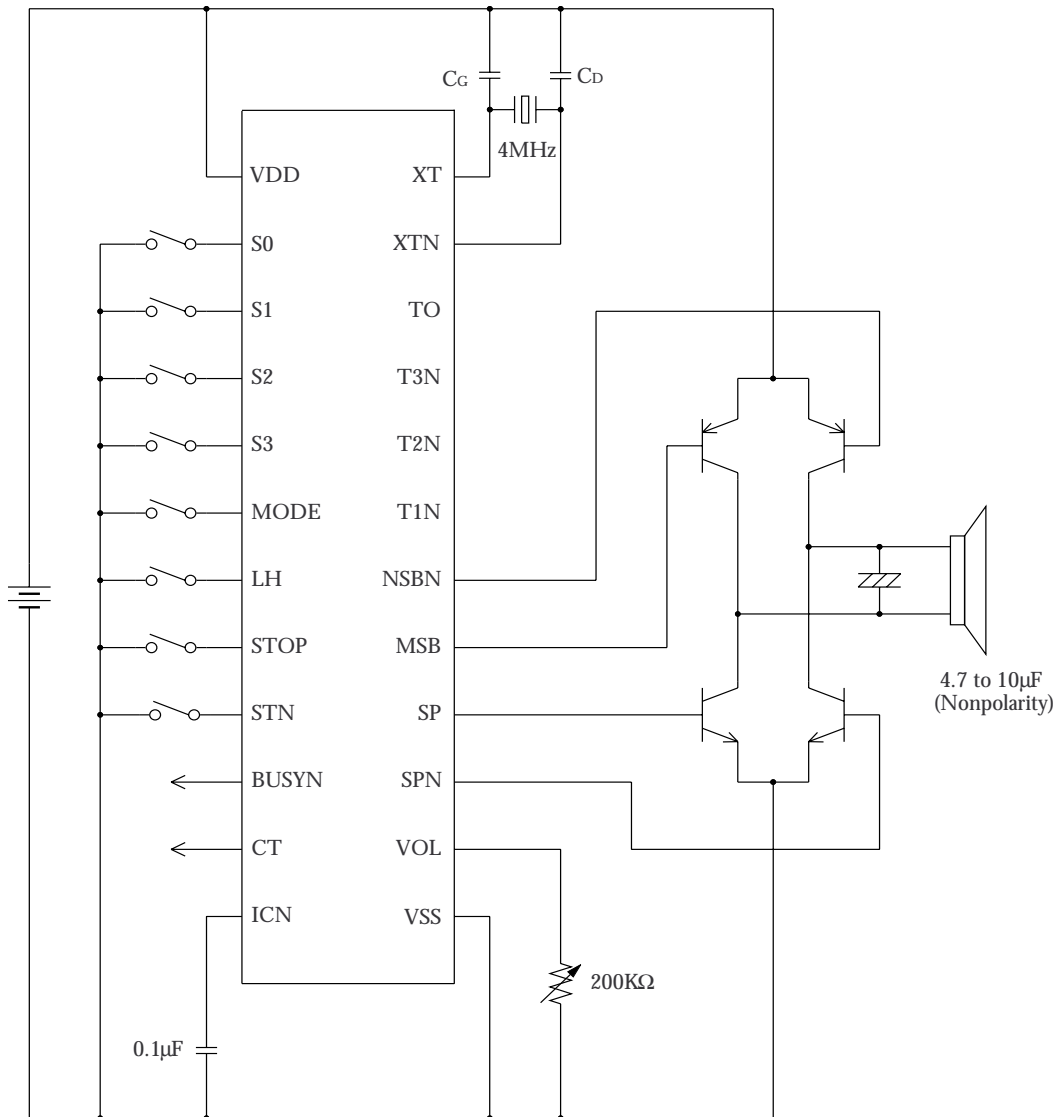 CG
CD
4MHz
VDD
XT
S0
XTN
S1
TO
S2
T3N
S3
T2N
MODE
T1N
LH
NSBN
STOP
MSB
STN
SP
BUSYN
SPN
CT
VOL
ICN
VSS
4.7 to 10µF
(Nonpolarity)
200KΩ
0.1µF